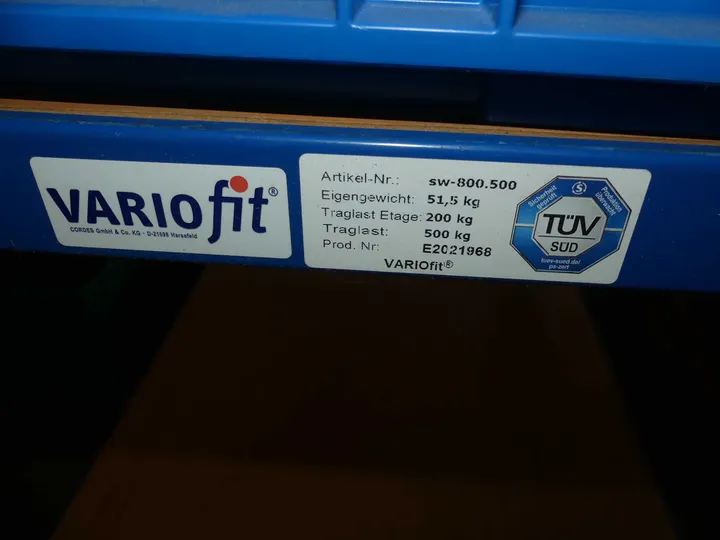 VARIOfit®
CORDES GmbH & Co. KG · D-21698 Harsefeld
Artikel-Nr.: sw-800.500
Eigengewicht: 51,5 kg
Traglast Etage: 200 kg
Traglast: 500 kg
Prod. Nr: E2021968
VARIOfit®
Sicherheit geprüft
S
Produktion überwacht
TÜV
SÜD
tuev-sued.de/
ps-zert